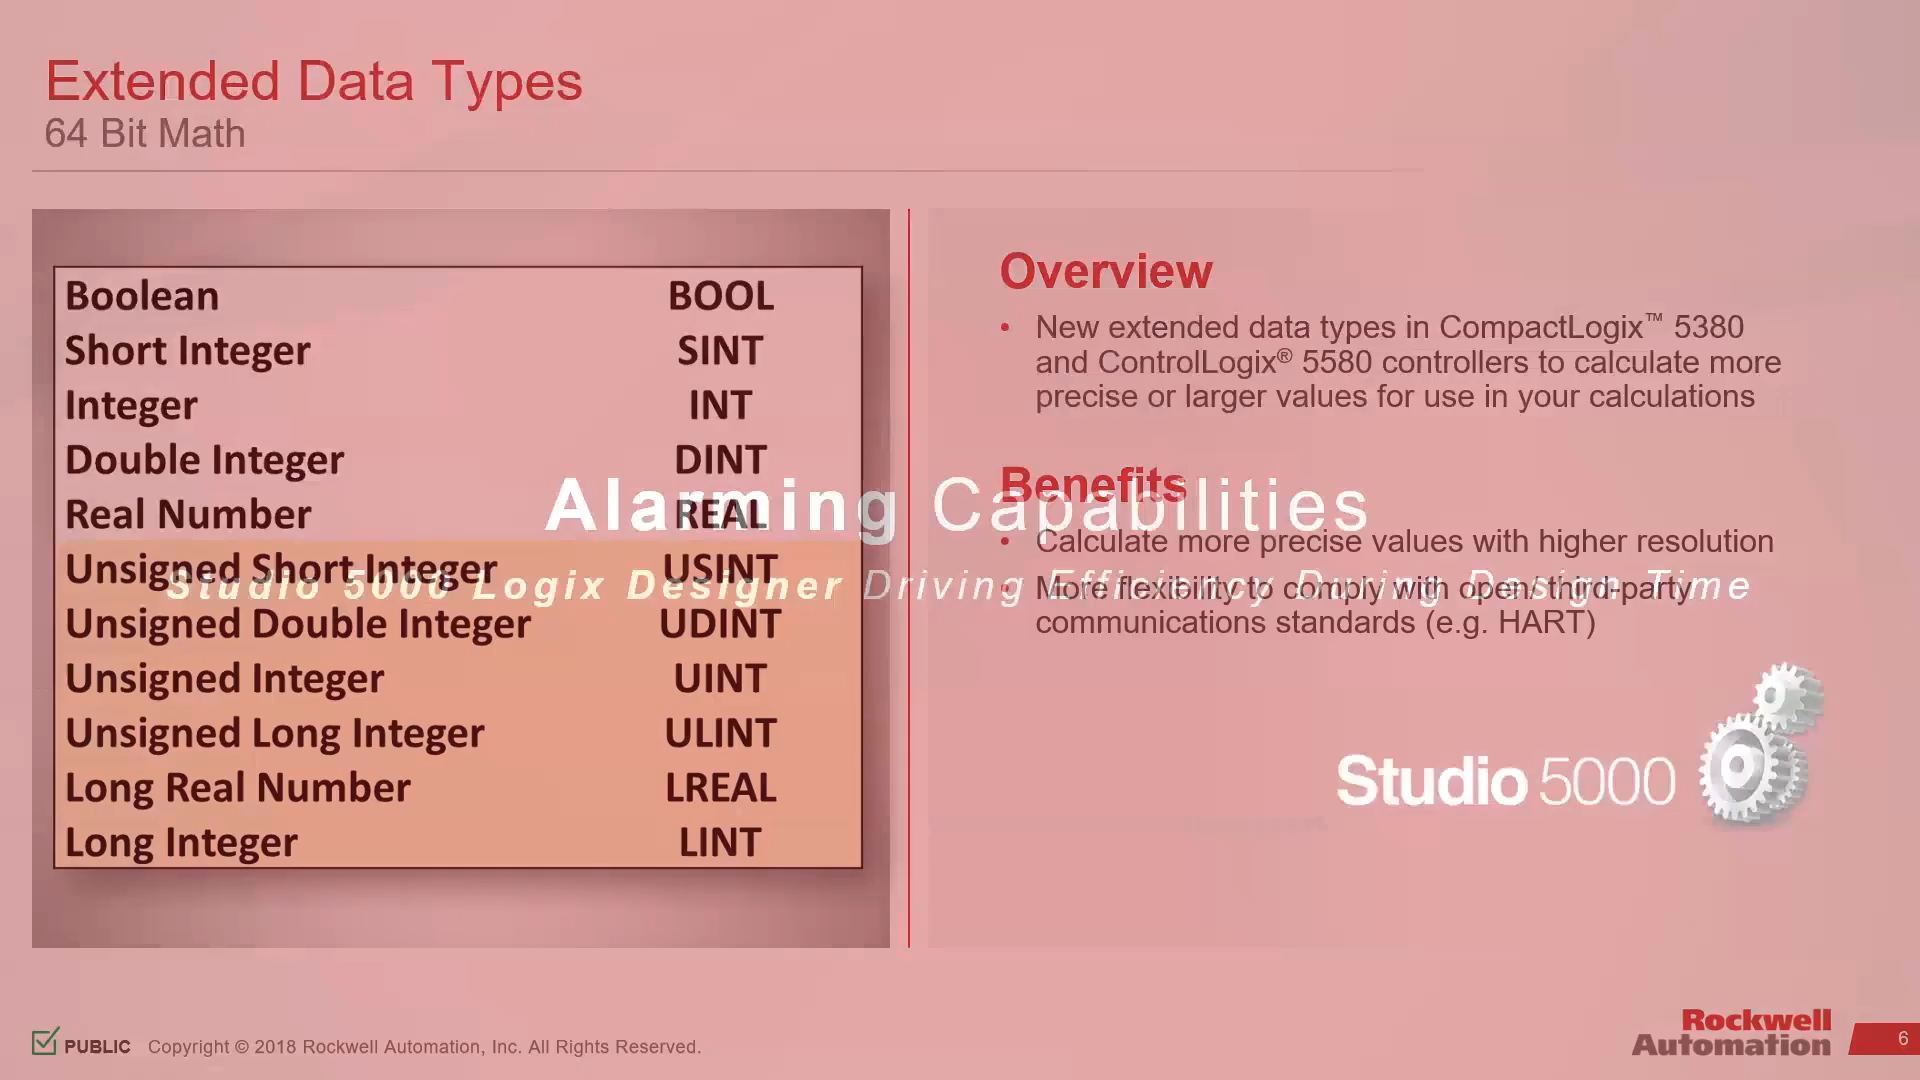 Extended Data Types
64 Bit Math
Boolean BOOL
Short Integer SINT
Integer INT
Double Integer DINT
Real Number REAL
Unsigned Short Integer USINT
Unsigned Double Integer UDINT
Unsigned Integer UINT
Unsigned Long Integer ULINT
Long Real Number LREAL
Long Integer LINT
Overview
• New extended data types in CompactLogix™ 5380
and ControlLogix® 5580 controllers to calculate more
precise or larger values for use in your calculations
Benefits
• Calculate more precise values with higher resolution
• More flexibility to comply with open/ third-party
communications standards (e.g. HART)
Alarming Capabilities
Studio 5000 Logix Designer Driving Efficiency During Design Time
Studio 5000
PUBLIC Copyright © 2018 Rockwell Automation, Inc. All Rights Reserved.
Rockwell
Automation
6